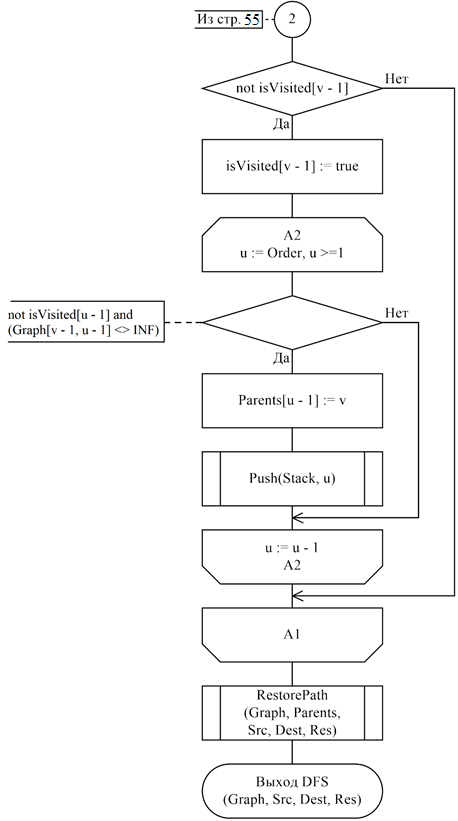 Из стр. 55
2
not isVisited[v - 1]
Нет
Да
isVisited[v - 1] := true
A2
u := Order, u >=1
not isVisited[u - 1] and
(Graph[v - 1, u - 1] <> INF)
Нет
Да
Parents[u - 1] := v
Push(Stack, u)
u := u - 1
A2
A1
RestorePath
(Graph, Parents,
Src, Dest, Res)
Выход DFS
(Graph, Src, Dest, Res)